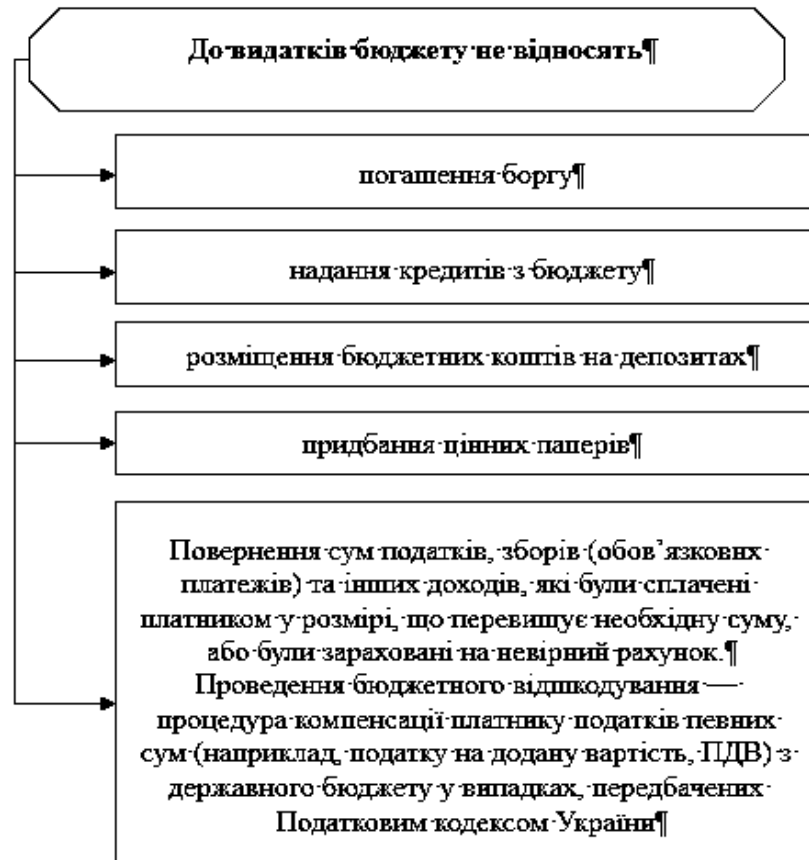 До·видатків·бюджету·не·відносять¶
погашення·боргу¶
надання·кредитів·з·бюджету¶
розміщення·бюджетних·коштів·на·депозитах¶
придбання·цінних·паперів¶
Повернення·сум·податків,·зборів·(обов’язкових·
платежів)·та·інших·доходів,·які·були·сплачені·
платником·у·розмірі,·що·перевищує·необхідну·суму,·
або·були·зараховані·на·невірний·рахунок.¶
Проведення·бюджетного·відшкодування·—·
процедура·компенсації·платнику·податків·певних·
сум·(наприклад,·податку·на·додану·вартість,·ПДВ)·з·
державного·бюджету·у·випадках,·передбачених·
Податковим·кодексом·України¶